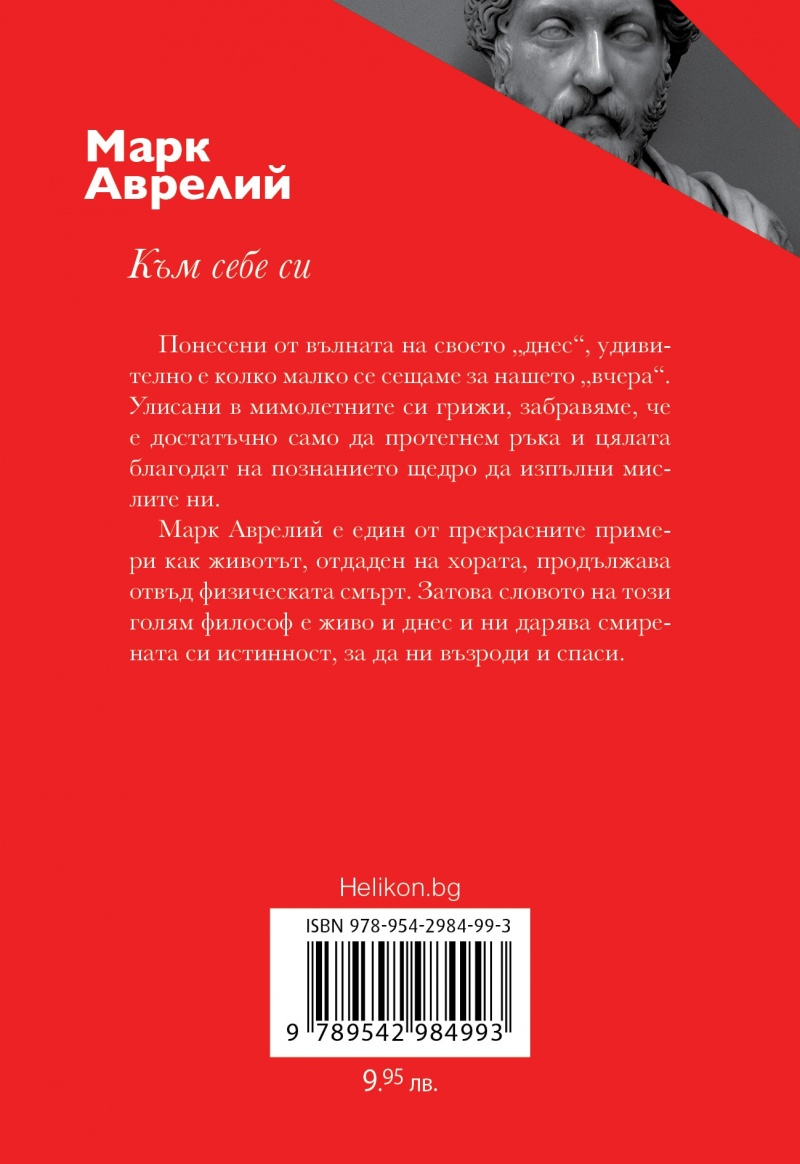 Марк
Аврелий
Към себе си
Понесени от вълната на своето „днес“, удиви-
телно е колко малко се сещаме за нашето „вчера“.
Улисани в мимолетните си грижи, забравяме, че
е достатъчно само да протегнем ръка и цялата
благодат на познанието щедро да изпълни мис-
лите ни.
Марк Аврелий е един от прекрасните приме-
ри как животът, отдаден на хората, продължава
отвъд физическата смърт. Затова словото на този
голям философ е живо и днес и ни дарява смире-
ната си истинност, за да ни възроди и спаси.
Helikon.bg
ISBN 978-954-2984-99-3
9 789542 984993
9.95 лв.